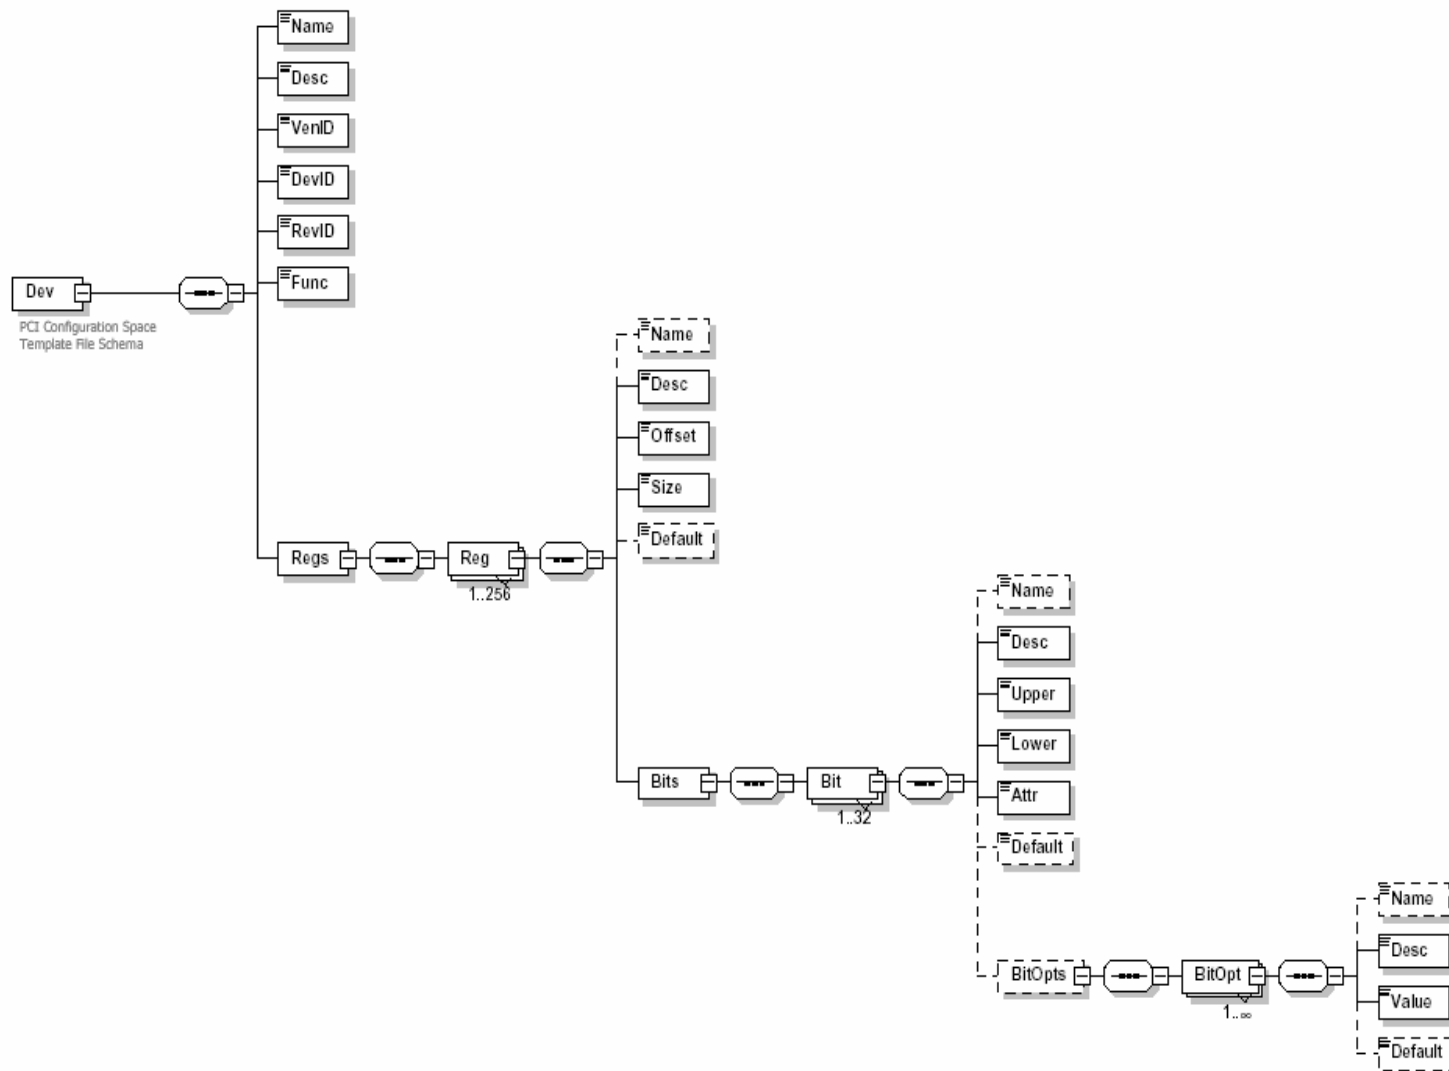 Name
Desc
VenID
DevID
RevID
Func
Dev
PCI Configuration Space
Template File Schema
Regs
Reg
1..256
Name
Desc
Offset
Size
Default
Bits
Bit
1..32
Name
Desc
Upper
Lower
Attr
Default
BitOpts
BitOpt
1..∞
Name
Desc
Value
Default